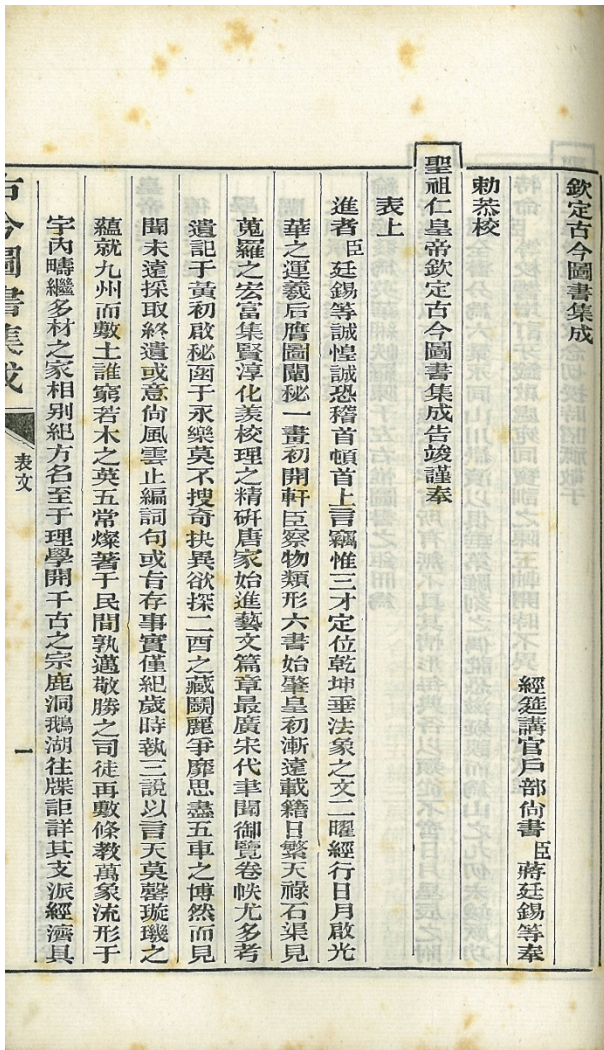 欽定古今圖書集成
經筵講官戶部尙書臣蔣廷錫等奉
勅恭校
聖祖仁皇帝欽定古今圖書集成告竣謹奉
表上
進者臣廷錫等誠惶誠恐稽首頓首上言竊惟三才定位乾坤垂法象之文二曜經行日月啟光
華之運羲后膺圖闡秘一畫初開軒臣察物類形六書始肇皇初漸遠載籍日繁天祿石渠見
蒐羅之宏富集賢淳化羨校理之精硏唐家始進藝文篇章最廣宋代聿開御覽卷帙尤多考
遺記于黃初啟秘函于永樂莫不搜奇抉異欲探二酉之藏鬬麗爭靡思盡五車之博然而見
聞未遠採取終遺或意尙風雲止編詞句或旨存事實僅紀歲時執三說以言天莫罄璇璣之
蘊就九州而敷土誰窮若木之英五常燦著于民間孰邁敬勝之司徒再敷條教萬象流形于
宇內疇繼多材之家相别紀方名至于理學開千古之宗鹿洞鵝湖往牒詎詳其支派經濟具
古今圖書集成
表文
一